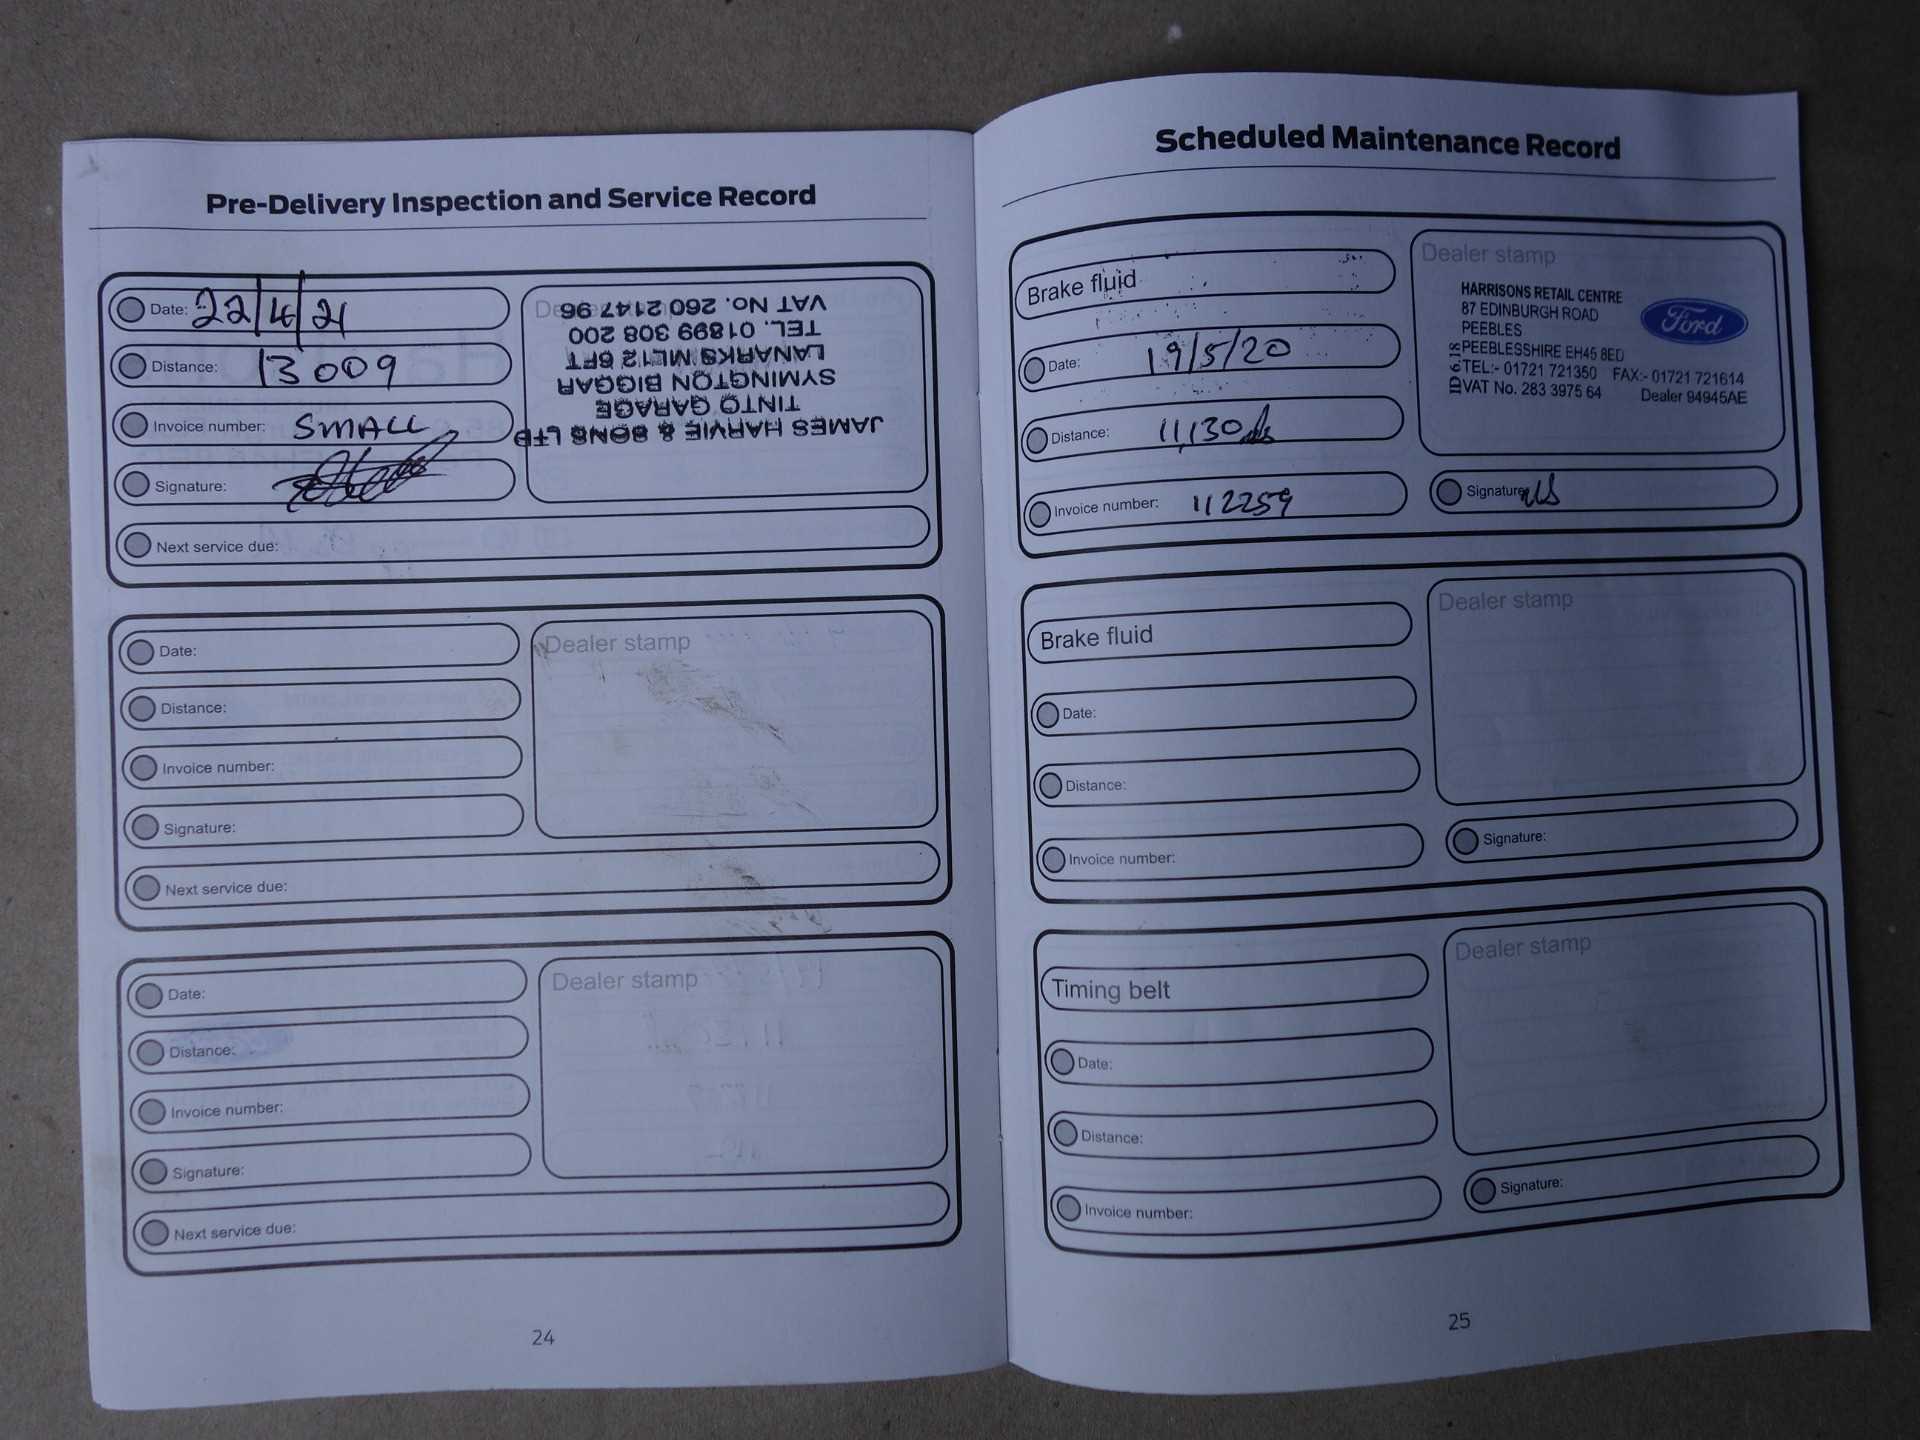 Pre-Delivery Inspection and Service Record
Date: 22/4/21
Distance: 13009
Invoice number: SMALL
Signature:
Next service due:
JAMES HARVIE & SONS LTD
TINTO GARAGE
SYMINGTON BIGGAR
LANARKS ML12 6FT
TEL. 01899 308 200
VAT No. 260 2147 96
Date:
Distance:
Invoice number:
Signature:
Next service due:
Dealer stamp
Date:
Distance:
Invoice number:
Signature:
Next service due:
Dealer stamp
24
Scheduled Maintenance Record
Brake fluid
Date: 19/5/20
Distance: 11,130
Invoice number: 112259
Dealer stamp
HARRISONS RETAIL CENTRE
87 EDINBURGH ROAD
PEEBLES
PEEBLESSHIRE EH45 8ED
TEL:- 01721 721350 FAX:- 01721 721614
VAT No. 283 3975 64 Dealer 94945AE
ID 6.18
Ford
Signature:
Brake fluid
Date:
Distance:
Invoice number:
Dealer stamp
Signature:
Timing belt
Date:
Distance:
Invoice number:
Dealer stamp
Signature:
25